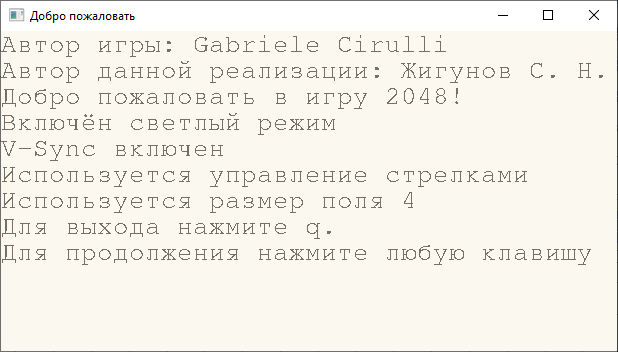 Добро пожаловать
Автор игры: Gabriele Cirulli
Автор данной реализации: Жигунов С. Н.
Добро пожаловать в игру 2048!
Включён светлый режим
V-Sync включен
Используется управление стрелками
Используется размер поля 4
Для выхода нажмите q.
Для продолжения нажмите любую клавишу